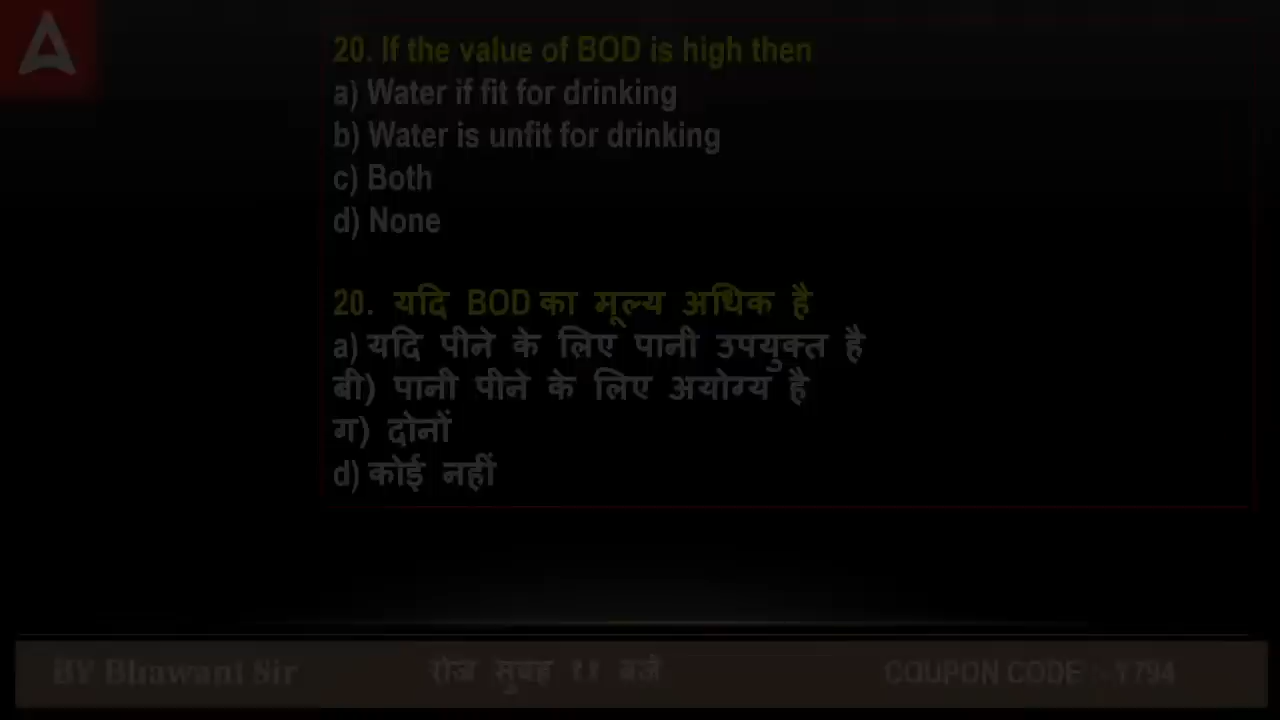 20. If the value of BOD is high then
a) Water if fit for drinking
b) Water is unfit for drinking
c) Both
d) None
20. यदि BOD का मूल्य अधिक है
a) यदि पीने के लिए पानी उपयुक्त है
बी) पानी पीने के लिए अयोग्य है
ग) दोनों
d) कोई नहीं
BY Bhawant Sir रोज सुबह 11 बजे COUPON CODE :- Y794